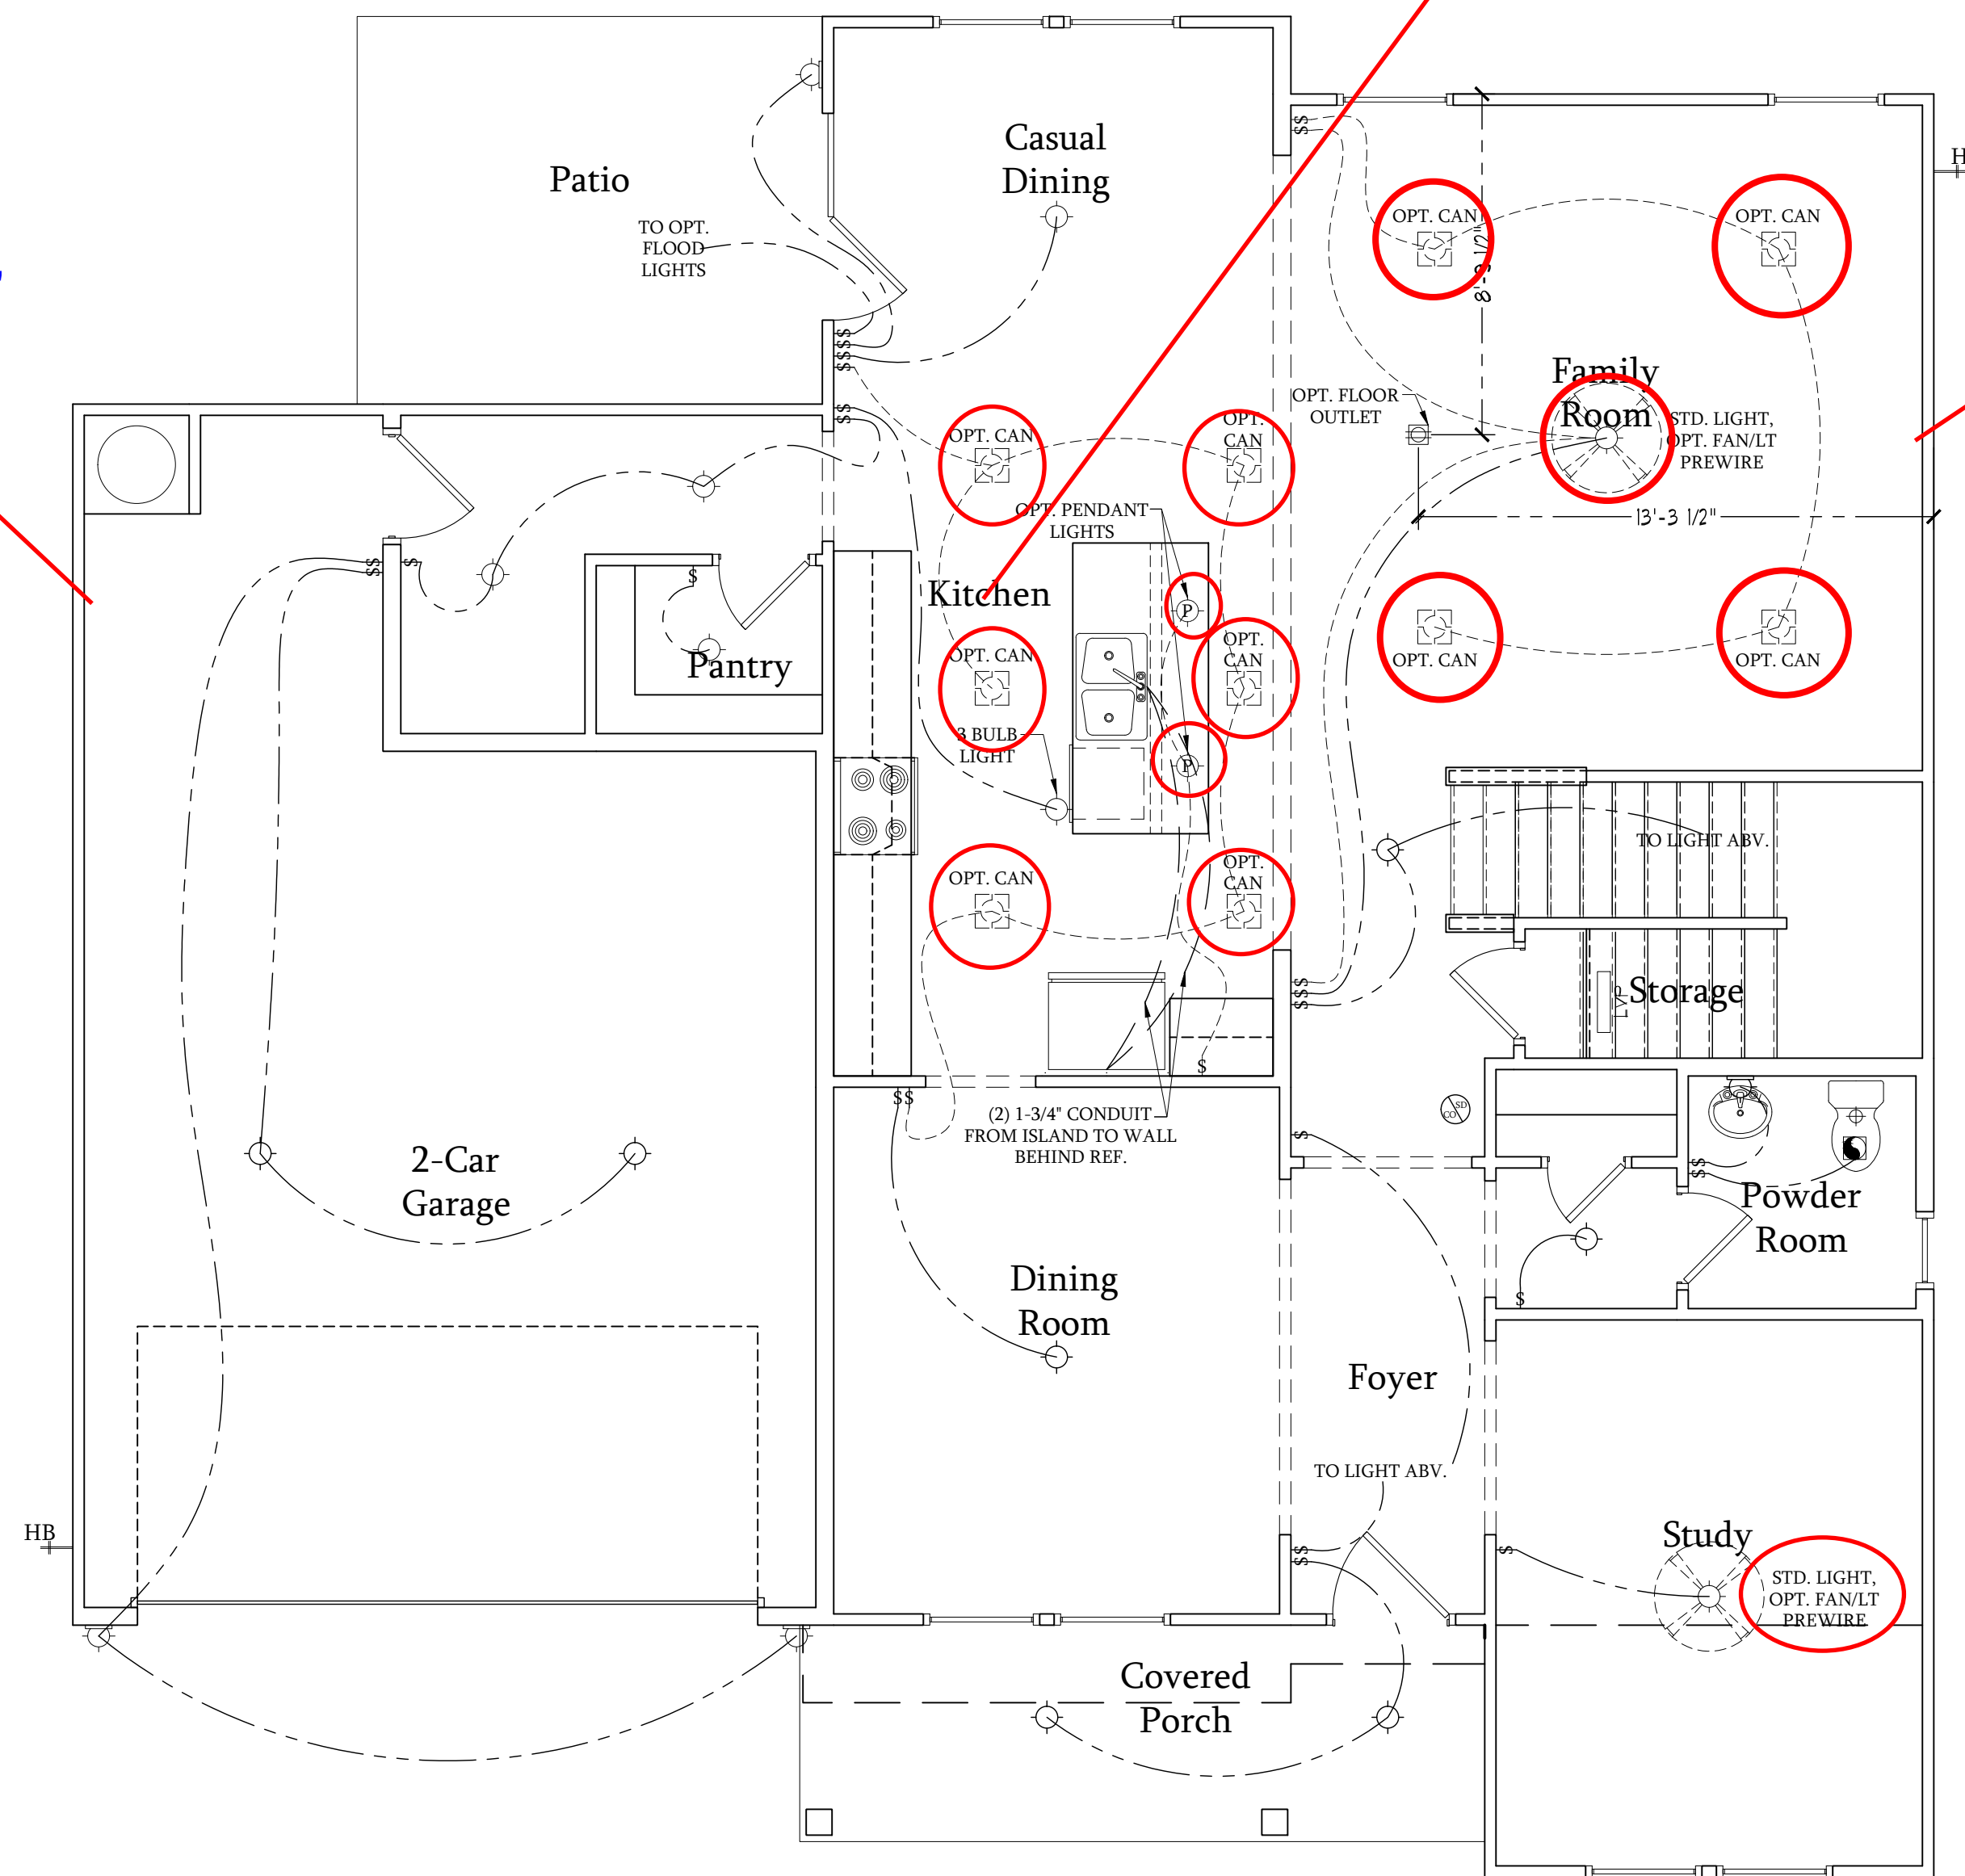 Casual
Dining
Patio
TO OPT.
FLOOD
LIGHTS
OPT. CAN
OPT. CAN
8'-3 1/2"
Family
Room
STD. LIGHT,
OPT. FAN/LT
PREWIRE
OPT. FLOOR
OUTLET
13'-3 1/2"
OPT. CAN
OPT. CAN
OPT. CAN
OPT.
CAN
OPT. PENDANT
LIGHTS
P
Kitchen
OPT. CAN
OPT.
CAN
3 BULB
LIGHT
P
OPT. CAN
OPT.
CAN
Pantry
TO LIGHT ABV.
Storage
LVP
SD
CO
(2) 1-3/4" CONDUIT
FROM ISLAND TO WALL
BEHIND REF.
2-Car
Garage
Powder
Room
Dining
Room
Foyer
TO LIGHT ABV.
HB
Study
STD. LIGHT,
OPT. FAN/LT
PREWIRE
Covered
Porch
H
$
$
$$
$